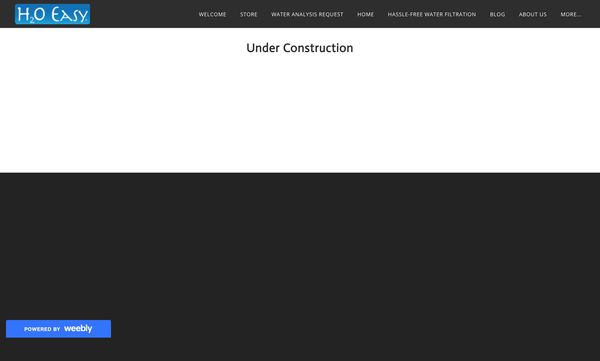 H2O Easy
WELCOME STORE WATER ANALYSIS REQUEST HOME HASSLE-FREE WATER FILTRATION BLOG ABOUT US MORE...
Under Construction
POWERED BY weebly